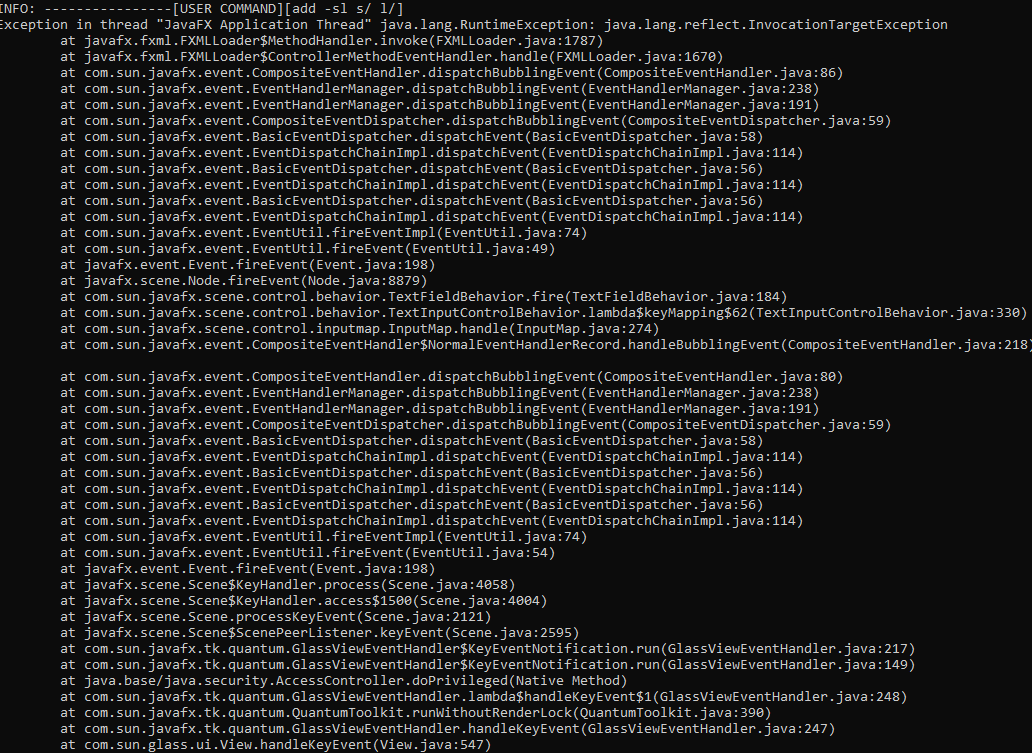 INFO: ----------------[USER COMMAND][add -sl s/ l/]
Exception in thread "JavaFX Application Thread" java.lang.RuntimeException: java.lang.reflect.InvocationTargetException
at javafx.fxml.FXMLLoader$MethodHandler.invoke(FXMLLoader.java:1787)
at javafx.fxml.FXMLLoader$ControllerMethodEventHandler.handle(FXMLLoader.java:1670)
at com.sun.javafx.event.CompositeEventHandler.dispatchBubblingEvent(CompositeEventHandler.java:86)
at com.sun.javafx.event.EventHandlerManager.dispatchBubblingEvent(EventHandlerManager.java:238)
at com.sun.javafx.event.EventHandlerManager.dispatchBubblingEvent(EventHandlerManager.java:191)
at com.sun.javafx.event.CompositeEventDispatcher.dispatchBubblingEvent(CompositeEventDispatcher.java:59)
at com.sun.javafx.event.BasicEventDispatcher.dispatchEvent(BasicEventDispatcher.java:58)
at com.sun.javafx.event.EventDispatchChainImpl.dispatchEvent(EventDispatchChainImpl.java:114)
at com.sun.javafx.event.BasicEventDispatcher.dispatchEvent(BasicEventDispatcher.java:56)
at com.sun.javafx.event.EventDispatchChainImpl.dispatchEvent(EventDispatchChainImpl.java:114)
at com.sun.javafx.event.BasicEventDispatcher.dispatchEvent(BasicEventDispatcher.java:56)
at com.sun.javafx.event.EventDispatchChainImpl.dispatchEvent(EventDispatchChainImpl.java:114)
at com.sun.javafx.event.EventUtil.fireEventImpl(EventUtil.java:74)
at com.sun.javafx.event.EventUtil.fireEvent(EventUtil.java:49)
at javafx.event.Event.fireEvent(Event.java:198)
at javafx.scene.Node.fireEvent(Node.java:8879)
at com.sun.javafx.scene.control.behavior.TextFieldBehavior.fire(TextFieldBehavior.java:184)
at com.sun.javafx.scene.control.behavior.TextInputControlBehavior.lambda$keyMapping$62(TextInputControlBehavior.java:330)
at com.sun.javafx.scene.control.inputmap.InputMap.handle(InputMap.java:274)
at com.sun.javafx.event.CompositeEventHandler$NormalEventHandlerRecord.handleBubblingEvent(CompositeEventHandler.java:218)
at com.sun.javafx.event.CompositeEventHandler.dispatchBubblingEvent(CompositeEventHandler.java:80)
at com.sun.javafx.event.EventHandlerManager.dispatchBubblingEvent(EventHandlerManager.java:238)
at com.sun.javafx.event.EventHandlerManager.dispatchBubblingEvent(EventHandlerManager.java:191)
at com.sun.javafx.event.CompositeEventDispatcher.dispatchBubblingEvent(CompositeEventDispatcher.java:59)
at com.sun.javafx.event.BasicEventDispatcher.dispatchEvent(BasicEventDispatcher.java:58)
at com.sun.javafx.event.EventDispatchChainImpl.dispatchEvent(EventDispatchChainImpl.java:114)
at com.sun.javafx.event.BasicEventDispatcher.dispatchEvent(BasicEventDispatcher.java:56)
at com.sun.javafx.event.EventDispatchChainImpl.dispatchEvent(EventDispatchChainImpl.java:114)
at com.sun.javafx.event.BasicEventDispatcher.dispatchEvent(BasicEventDispatcher.java:56)
at com.sun.javafx.event.EventDispatchChainImpl.dispatchEvent(EventDispatchChainImpl.java:114)
at com.sun.javafx.event.EventUtil.fireEventImpl(EventUtil.java:74)
at com.sun.javafx.event.EventUtil.fireEvent(EventUtil.java:54)
at javafx.event.Event.fireEvent(Event.java:198)
at javafx.scene.Scene$KeyHandler.process(Scene.java:4058)
at javafx.scene.Scene$KeyHandler.access$1500(Scene.java:4004)
at javafx.scene.Scene.processKeyEvent(Scene.java:2121)
at javafx.scene.Scene$ScenePeerListener.keyEvent(Scene.java:2595)
at com.sun.javafx.tk.quantum.GlassViewEventHandler$KeyEventNotification.run(GlassViewEventHandler.java:217)
at com.sun.javafx.tk.quantum.GlassViewEventHandler$KeyEventNotification.run(GlassViewEventHandler.java:149)
at java.base/java.security.AccessController.doPrivileged(Native Method)
at com.sun.javafx.tk.quantum.GlassViewEventHandler.lambda$handleKeyEvent$1(GlassViewEventHandler.java:248)
at com.sun.javafx.tk.quantum.QuantumToolkit.runWithoutRenderLock(QuantumToolkit.java:390)
at com.sun.javafx.tk.quantum.GlassViewEventHandler.handleKeyEvent(GlassViewEventHandler.java:247)
at com.sun.glass.ui.View.handleKeyEvent(View.java:547)